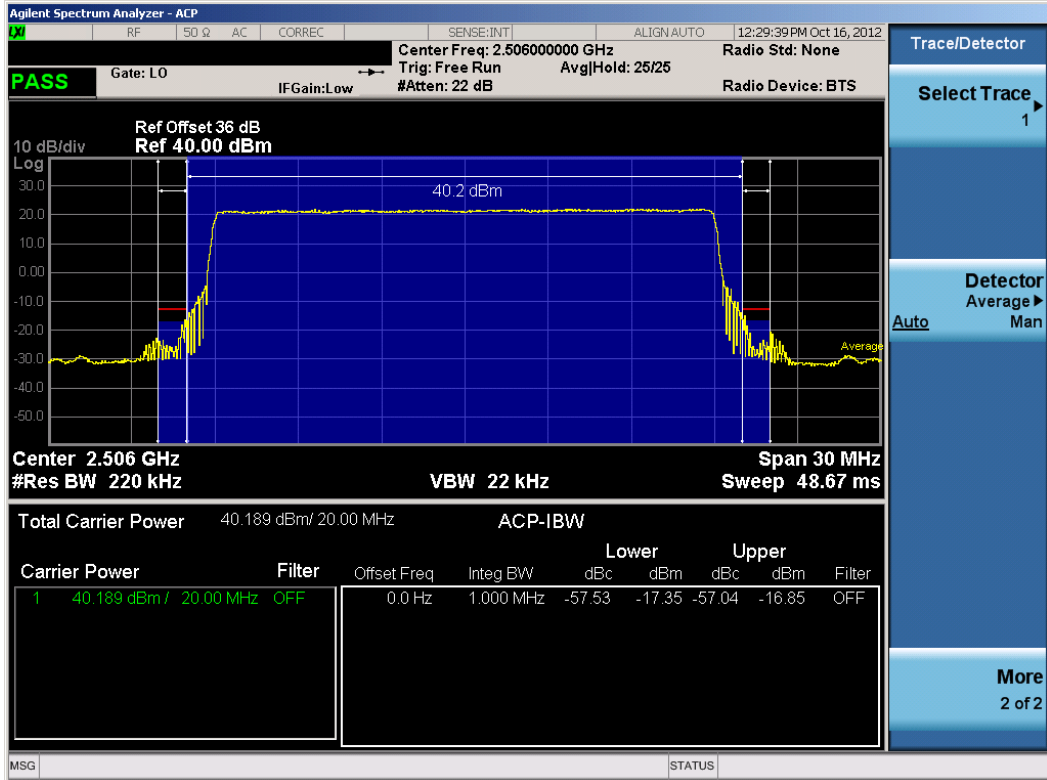 Agilent Spectrum Analyzer - ACP
LXI RF 50 Ω AC CORREC SENSE:INT ALIGN AUTO 12:29:39 PM Oct 16, 2012
Center Freq: 2.506000000 GHz Radio Std: None
Trig: Free Run Avg|Hold: 25/25
PASS Gate: LO IFGain:Low #Atten: 22 dB Radio Device: BTS
Ref Offset 36 dB
10 dB/div Ref 40.00 dBm
Log
30.0
40.2 dBm
20.0
10.0
0.00
-10.0
-20.0
Average
-30.0
-40.0
-50.0
Center 2.506 GHz Span 30 MHz
#Res BW 220 kHz VBW 22 kHz Sweep 48.67 ms
Total Carrier Power 40.189 dBm/ 20.00 MHz ACP-IBW
Lower Upper
Carrier Power Filter Offset Freq Integ BW dBc dBm dBc dBm Filter
1 40.189 dBm / 20.00 MHz OFF 0.0 Hz 1.000 MHz -57.53 -17.35 -57.04 -16.85 OFF
MSG STATUS
Trace/Detector
Select Trace
1
Detector
Average
Auto Man
More
2 of 2